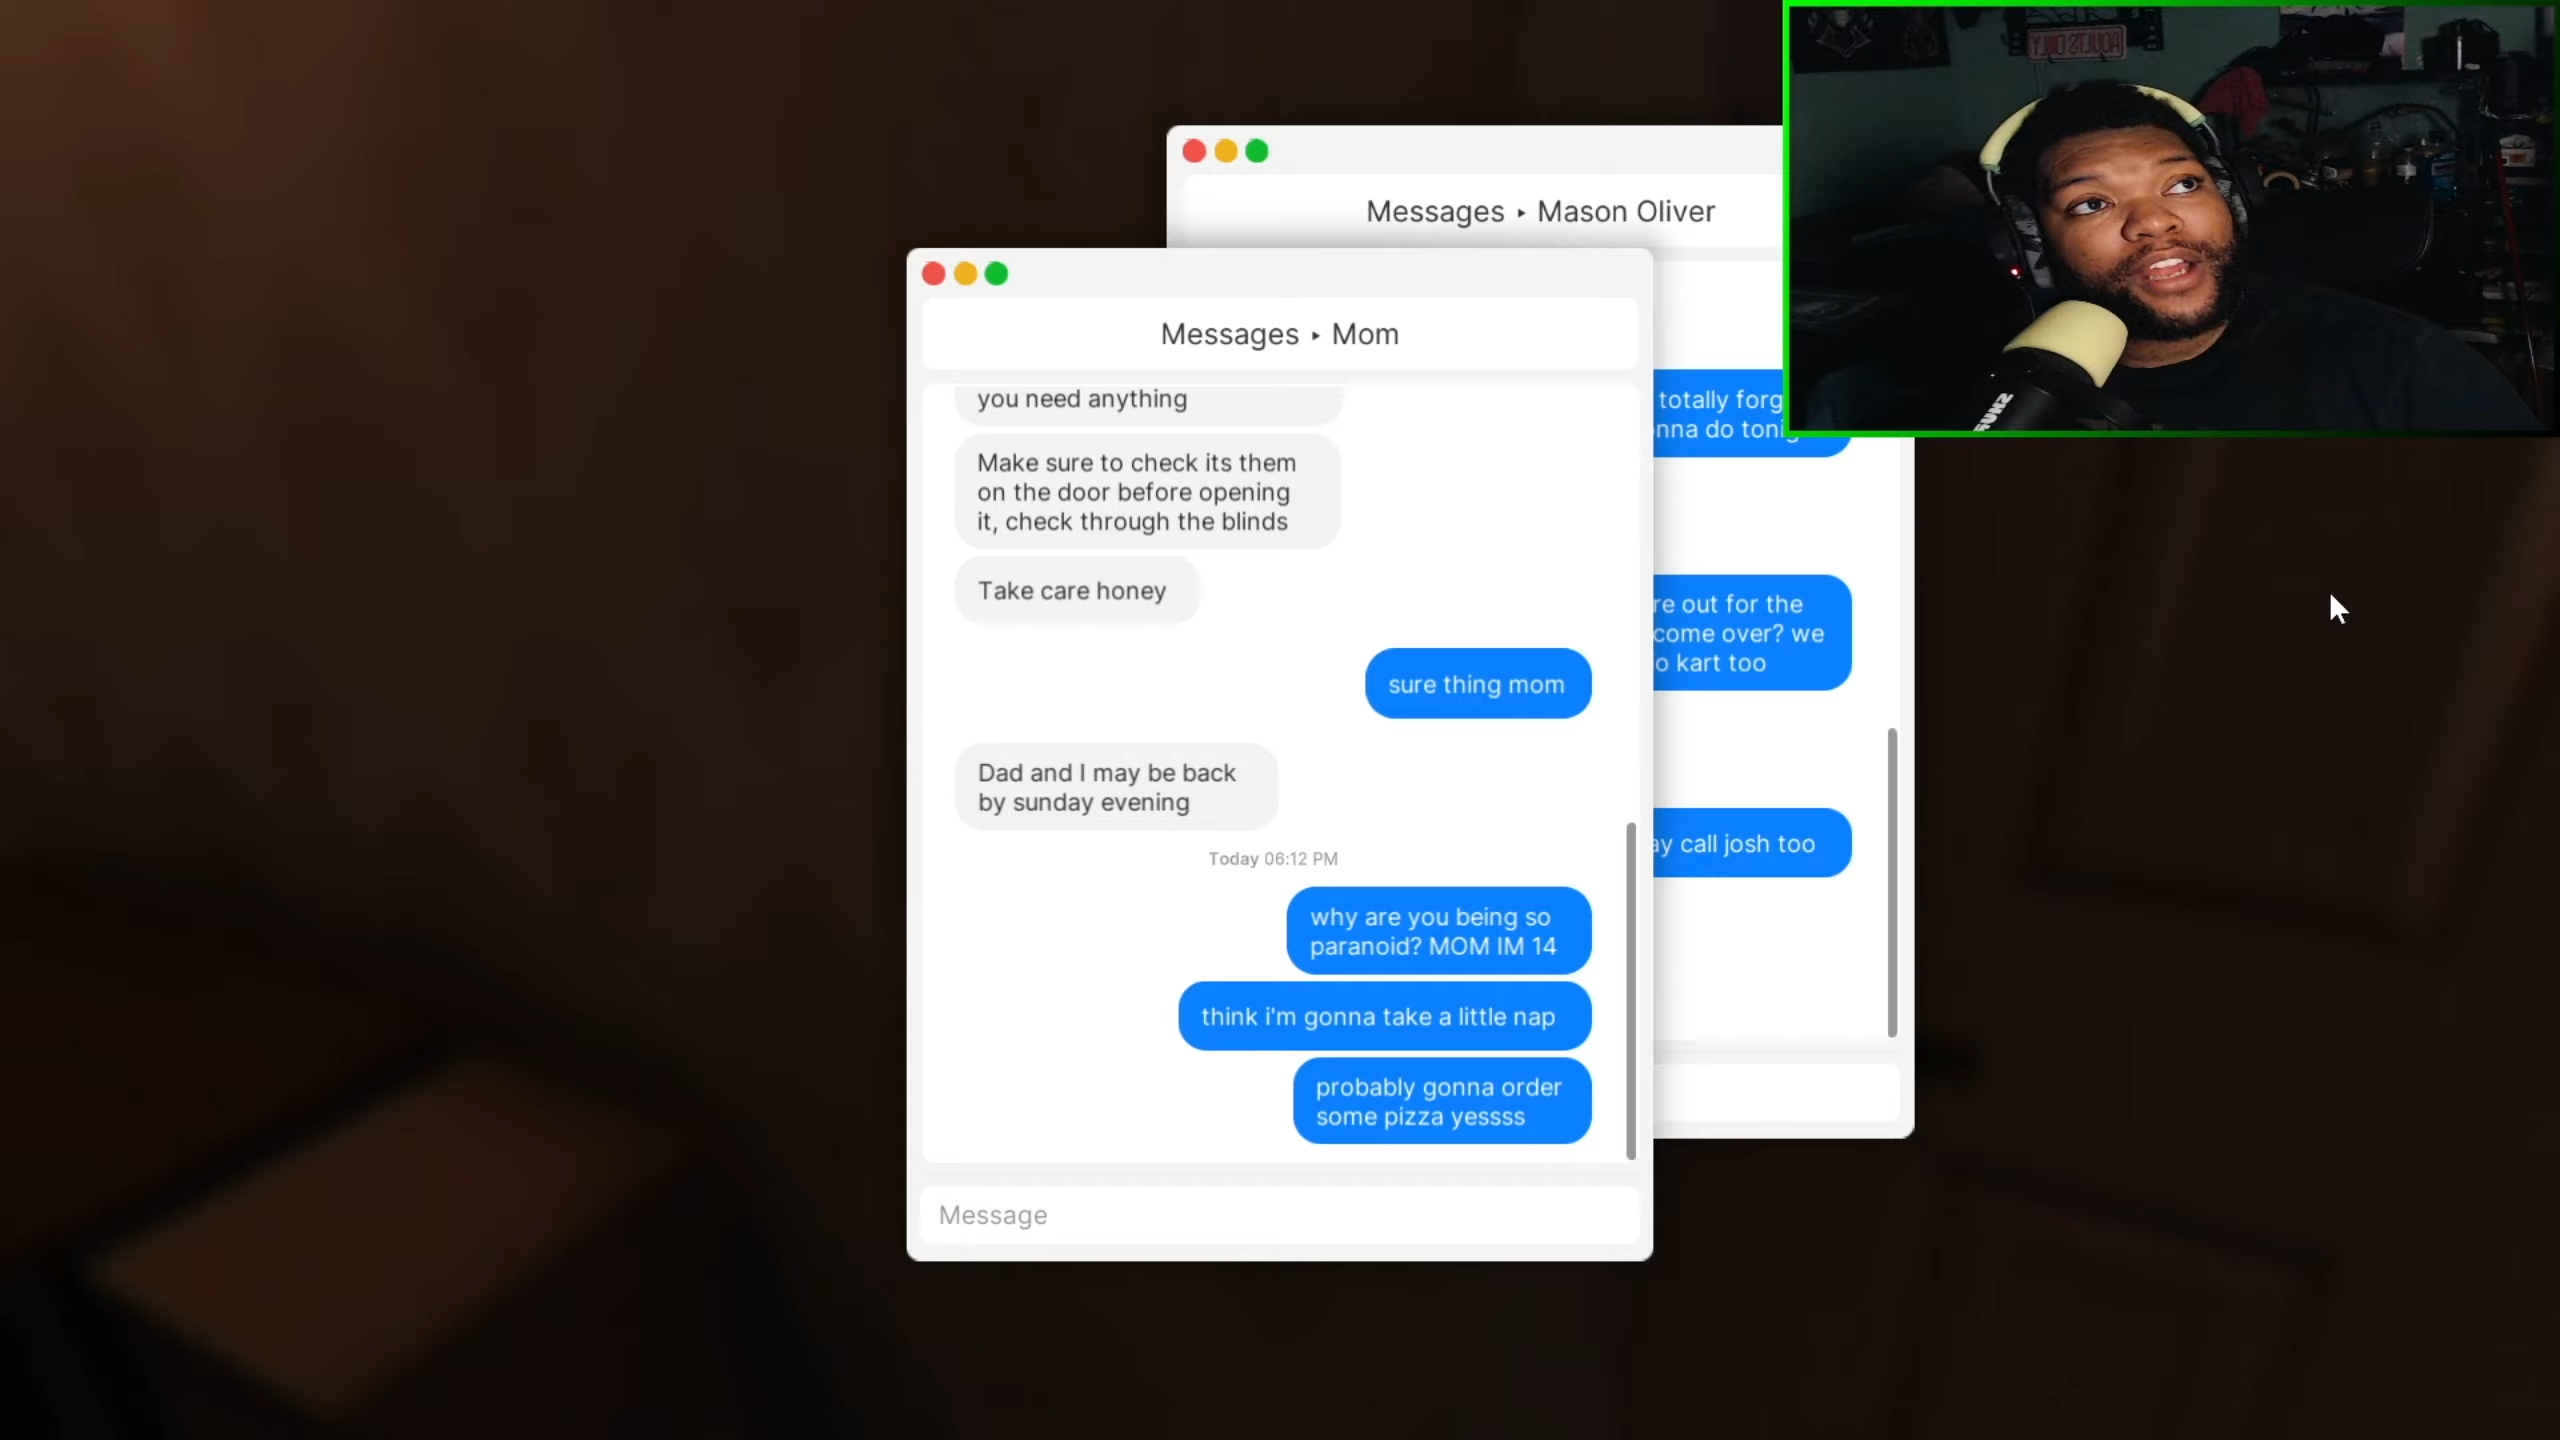 Messages ▸ Mason Oliver
totally
do
re out for the
come over? we
kart too
call josh too
Messages ▸ Mom
you need anything
Make sure to check its them
on the door before opening
it, check through the blinds
Take care honey
sure thing mom
Dad and I may be back
by sunday evening
Today 06:12 PM
why are you being so
paranoid? MOM IM 14
think i'm gonna take a little nap
probably gonna order
some pizza yessss
Message